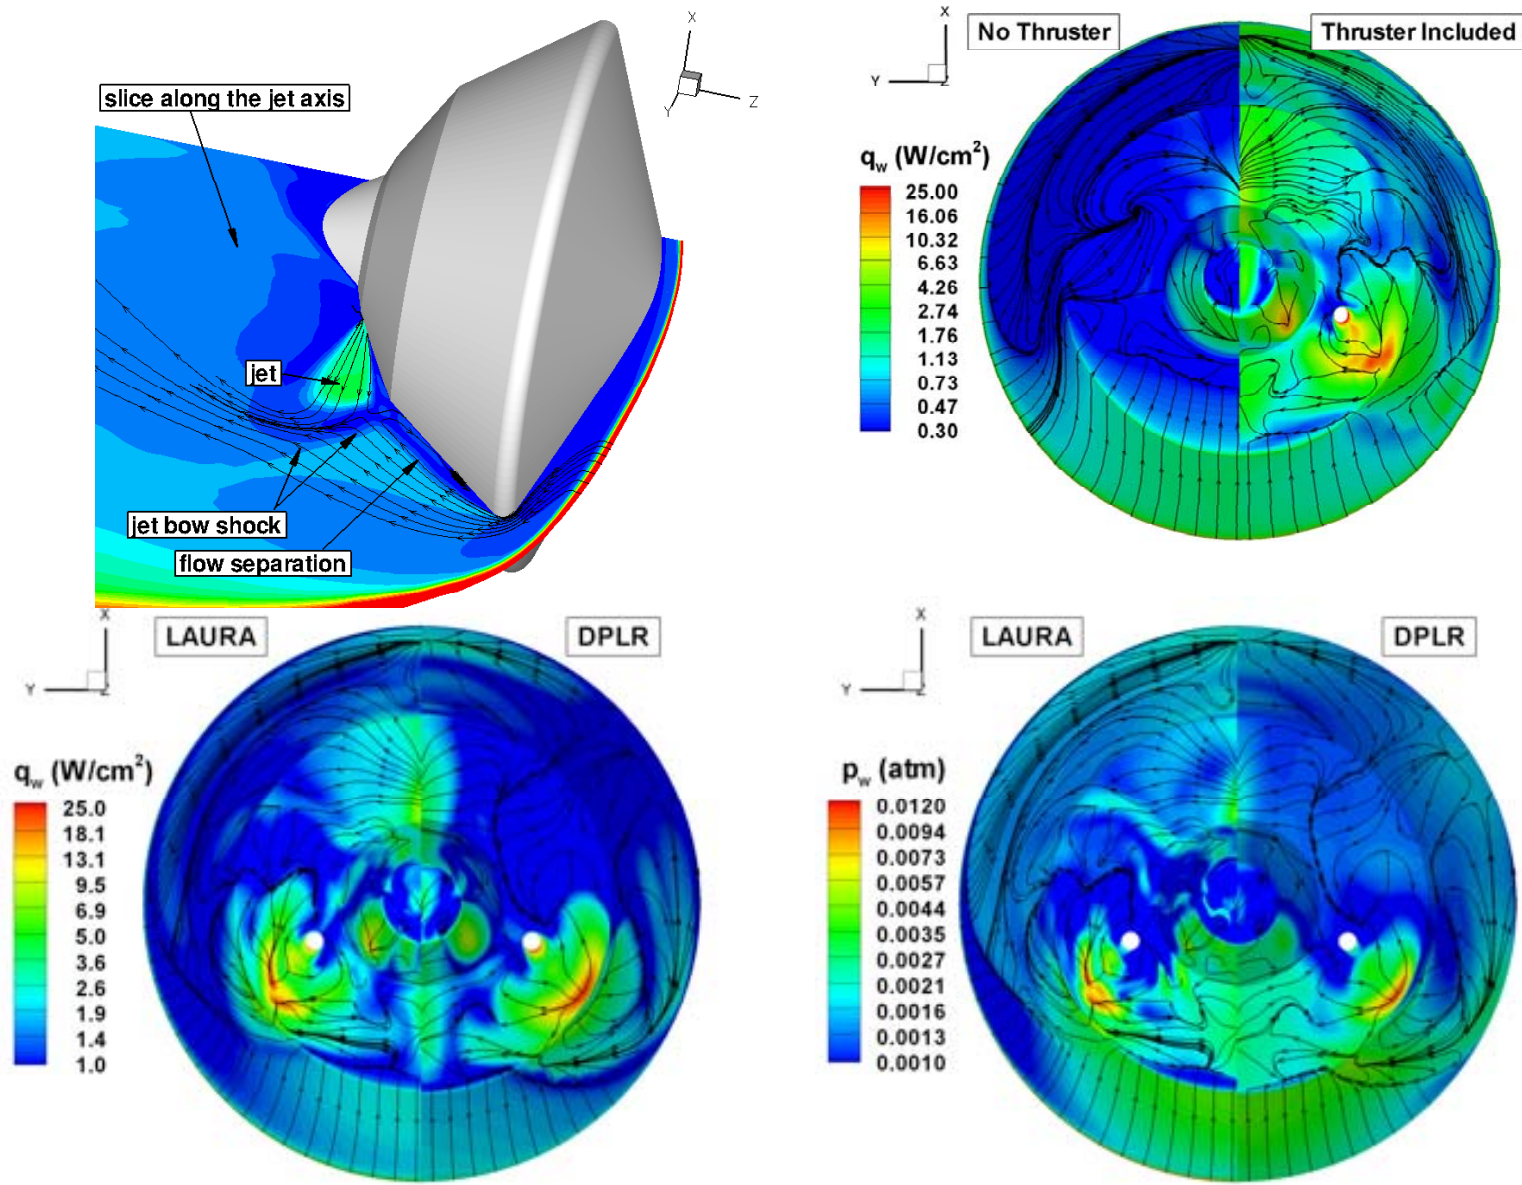 X
Y
Z
slice along the jet axis
jet
jet bow shock
flow separation
X
Y
Z
No Thruster
Thruster Included
q_w (W/cm²)
25.00
16.06
10.32
6.63
4.26
2.74
1.76
1.13
0.73
0.47
0.30
X
Y
Z
LAURA
DPLR
q_w (W/cm²)
25.0
18.1
13.1
9.5
6.9
5.0
3.6
2.6
1.9
1.4
1.0
X
Y
Z
LAURA
DPLR
p_w (atm)
0.0120
0.0094
0.0073
0.0057
0.0044
0.0035
0.0027
0.0021
0.0016
0.0013
0.0010